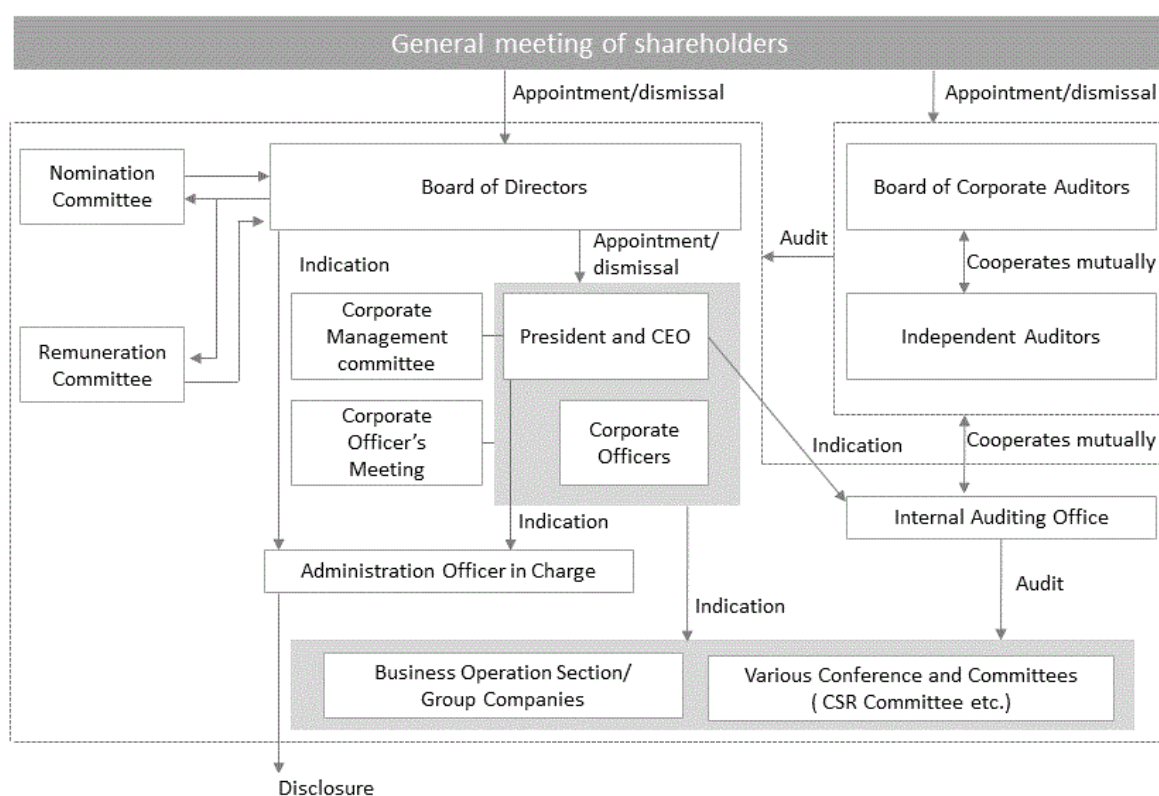 General meeting of shareholders
Appointment/dismissal
Appointment/dismissal
Nomination
Committee
Board of Directors
Board of Corporate Auditors
Audit
Appointment/
dismissal
Indication
Cooperates mutually
Corporate
Management
committee
President and CEO
Independent Auditors
Remuneration
Committee
Corporate
Officer's
Meeting
Corporate
Officers
Indication
Cooperates mutually
Indication
Internal Auditing Office
Administration Officer in Charge
Audit
Indication
Business Operation Section/
Group Companies
Various Conference and Committees
( CSR Committee etc.)
Disclosure